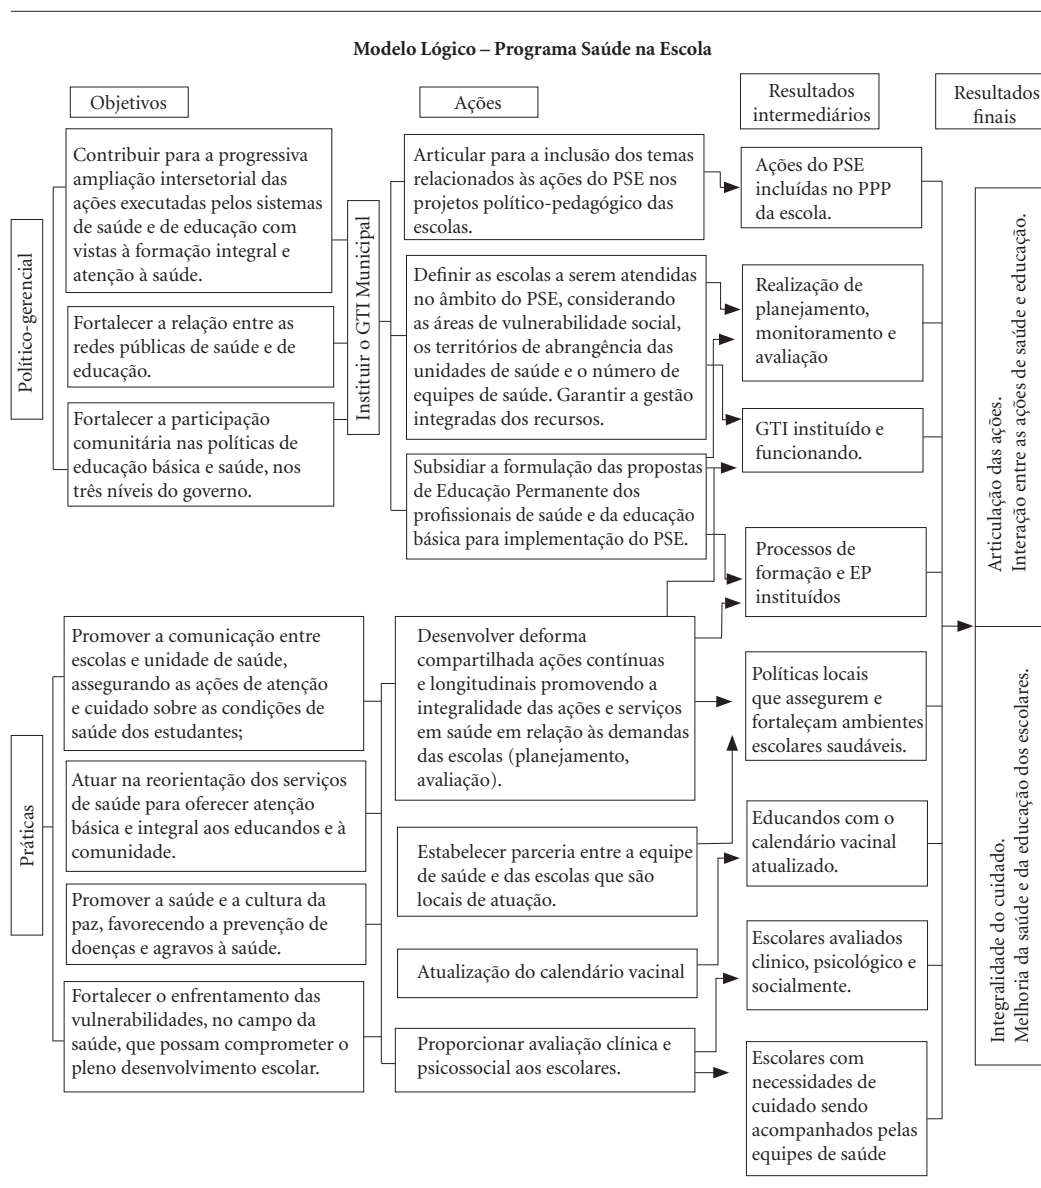 Modelo Lógico – Programa Saúde na Escola
Objetivos
Ações
Resultados
intermediários
Resultados
finais
Político-gerencial
Contribuir para a progressiva
ampliação intersetorial das
ações executadas pelos sistemas
de saúde e de educação com
vistas à formação integral e
atenção à saúde.
Fortalecer a relação entre as
redes públicas de saúde e de
educação.
Fortalecer a participação
comunitária nas políticas de
educação básica e saúde, nos
três níveis do governo.
Instituir o GTI Municipal
Articular para a inclusão dos temas
relacionados às ações do PSE nos
projetos político-pedagógico das
escolas.
Definir as escolas a serem atendidas
no âmbito do PSE, considerando
as áreas de vulnerabilidade social,
os territórios de abrangência das
unidades de saúde e o número de
equipes de saúde. Garantir a gestão
integradas dos recursos.
Subsidiar a formulação das propostas
de Educação Permanente dos
profissionais de saúde e da educação
básica para implementação do PSE.
Ações do PSE
incluídas no PPP
da escola.
Realização de
planejamento,
monitoramento e
avaliação
GTI instituído e
funcionando.
Processos de
formação e EP
instituídos
Articulação das ações.
Interação entre as ações de saúde e educação.
Práticas
Promover a comunicação entre
escolas e unidade de saúde,
assegurando as ações de atenção
e cuidado sobre as condições de
saúde dos estudantes;
Atuar na reorientação dos serviços
de saúde para oferecer atenção
básica e integral aos educandos e à
comunidade.
Promover a saúde e a cultura da
paz, favorecendo a prevenção de
doenças e agravos à saúde.
Fortalecer o enfrentamento das
vulnerabilidades, no campo da
saúde, que possam comprometer o
pleno desenvolvimento escolar.
Desenvolver deforma
compartilhada ações contínuas
e longitudinais promovendo a
integralidade das ações e serviços
em saúde em relação às demandas
das escolas (planejamento,
avaliação).
Estabelecer parceria entre a equipe
de saúde e das escolas que são
locais de atuação.
Atualização do calendário vacinal
Proporcionar avaliação clínica e
psicossocial aos escolares.
Políticas locais
que assegurem e
fortaleçam ambientes
escolares saudáveis.
Educandos com o
calendário vacinal
atualizado.
Escolares avaliados
clinico, psicológico e
socialmente.
Escolares com
necessidades de
cuidado sendo
acompanhados pelas
equipes de saúde
Integralidade do cuidado.
Melhoria da saúde e da educação dos escolares.